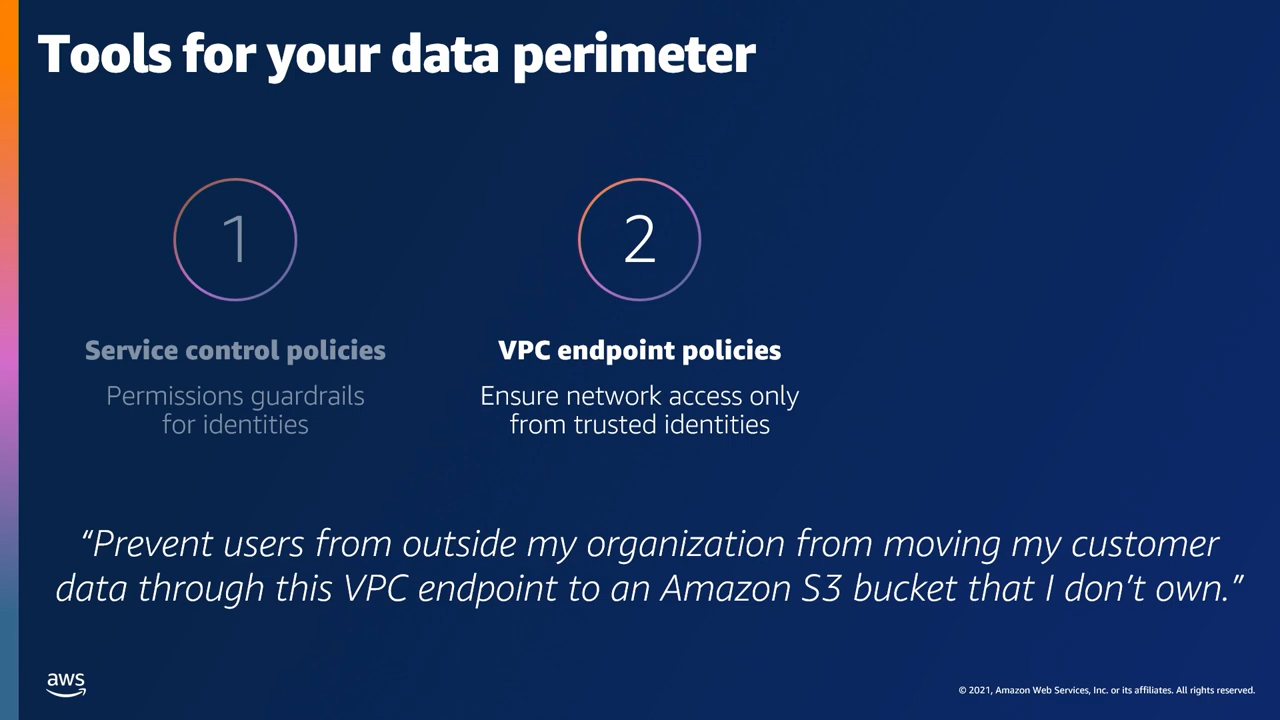 Tools for your data perimeter
1
2
Service control policies
VPC endpoint policies
Permissions guardrails
for identities
Ensure network access only
from trusted identities
“Prevent users from outside my organization from moving my customer
data through this VPC endpoint to an Amazon S3 bucket that I don’t own.”
aws
© 2021, Amazon Web Services, Inc. or its affiliates. All rights reserved.